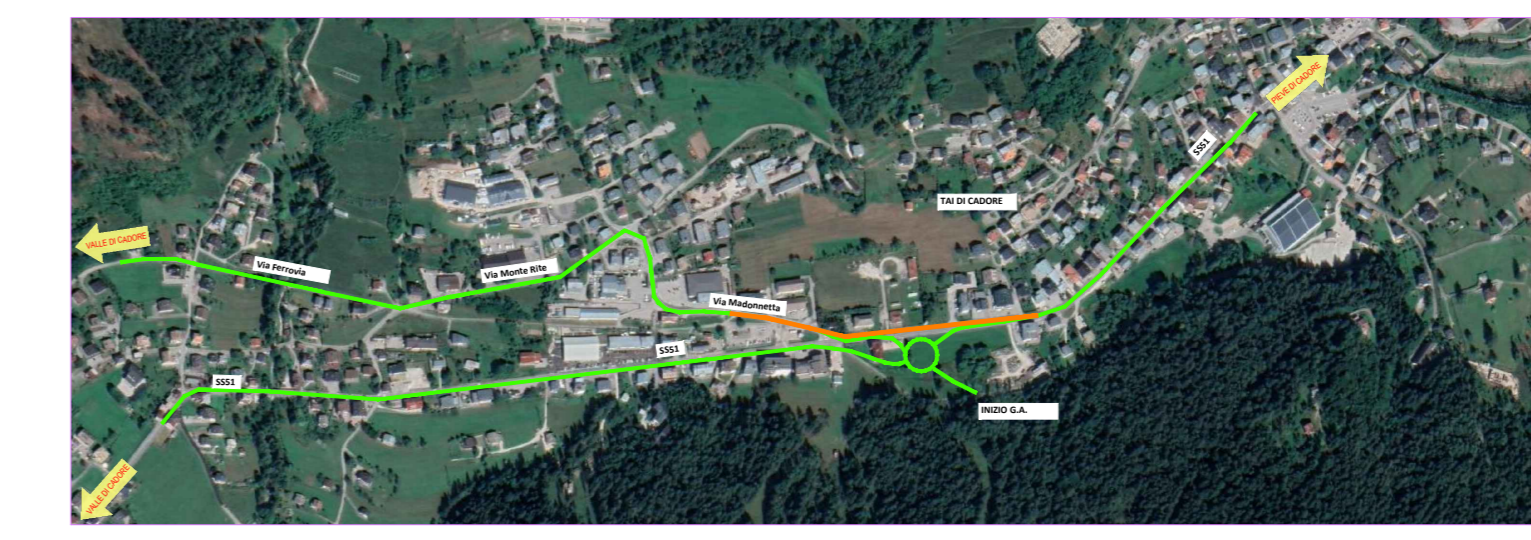 PIEVE DI CADORE
SS51
TAI DI CADORE
VALLE DI CADORE
Via Ferrovia
Via Monte Rite
Via Madonnetta
SS51
SS51
INIZIO G.A.
VALLE DI CADORE